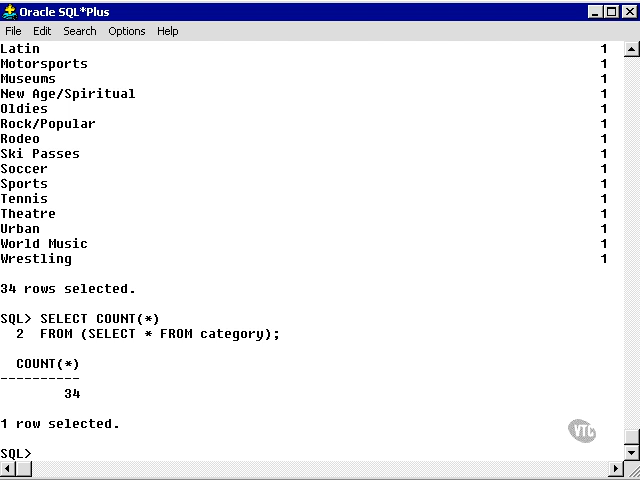 Oracle SQL*Plus
File Edit Search Options Help
Latin 1
Motorsports 1
Museums 1
New Age/Spiritual 1
Oldies 1
Rock/Popular 1
Rodeo 1
Ski Passes 1
Soccer 1
Sports 1
Tennis 1
Theatre 1
Urban 1
World Music 1
Wrestling 1
34 rows selected.
SQL> SELECT COUNT(*)
2 FROM (SELECT * FROM category);
COUNT(*)
----------
34
1 row selected.
VTC
SQL>